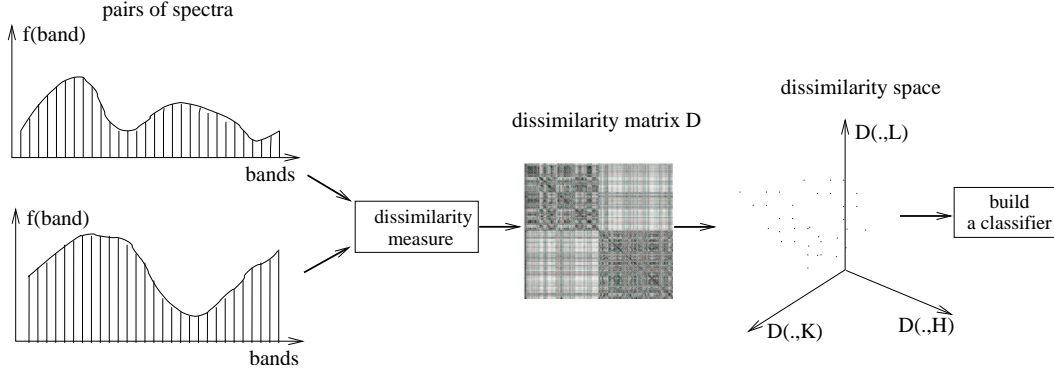 pairs of spectra
f(band)
bands
f(band)
bands
dissimilarity
measure
dissimilarity matrix D
dissimilarity space
D(.,L)
D(.,K)
D(.,H)
build
a classifier